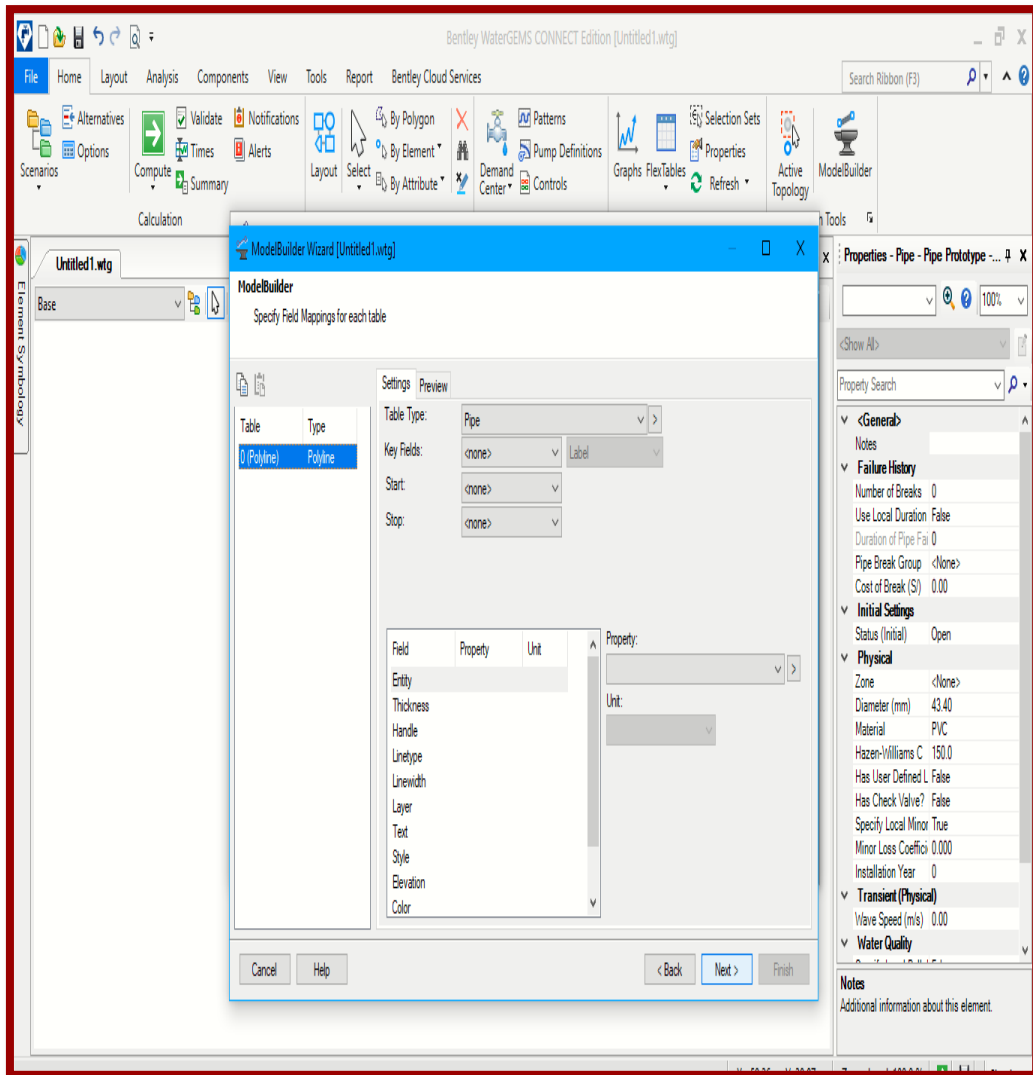 Bentley WaterGEMS CONNECT Edition [Untitled1.wtg]
File Home Layout Analysis Components View Tools Report Bentley Cloud Services
Search Ribbon (F3)
Scenarios
Alternatives
Options
Compute
Validate
Times
Summary
Notifications
Alerts
Calculation
Layout
Select
By Polygon
By Element
By Attribute
Demand Center
Patterns
Pump Definitions
Controls
Graphs
FlexTables
Selection Sets
Properties
Refresh
Active Topology
ModelBuilder
Tools
Element Symbology
Untitled1.wtg
Base
ModelBuilder Wizard [Untitled1.wtg]
ModelBuilder
Specify Field Mappings for each table
Table Type
0 (Polyline) Polyline
Settings Preview
Table Type: Pipe
Key Fields: <none> Label
Start: <none>
Stop: <none>
Field Property Unit
Entity
Thickness
Handle
Linetype
Linewidth
Layer
Text
Style
Elevation
Color
Property:
Unit:
Cancel Help < Back Next > Finish
Properties - Pipe - Pipe Prototype -...
100%
<Show All>
Property Search
<General>
Notes
Failure History
Number of Breaks 0
Use Local Duration False
Duration of Pipe Fai 0
Pipe Break Group <None>
Cost of Break (S/) 0.00
Initial Settings
Status (Initial) Open
Physical
Zone <None>
Diameter (mm) 43.40
Material PVC
Hazen-Williams C 150.0
Has User Defined L False
Has Check Valve? False
Specify Local Minor True
Minor Loss Coeffici 0.000
Installation Year 0
Transient (Physical)
Wave Speed (m/s) 0.00
Water Quality
Notes
Additional information about this element.